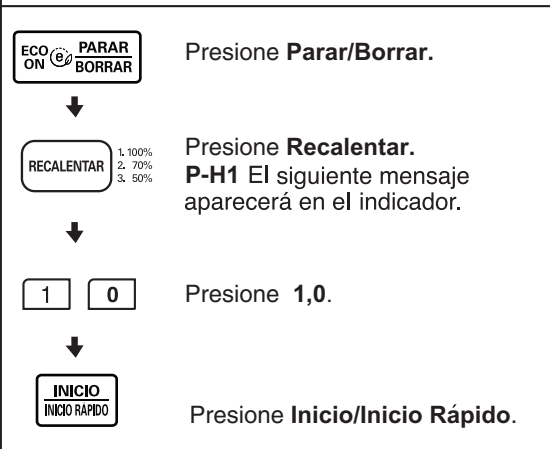 ECO ON e PARAR BORRAR
Presione Parar/Borrar.
RECALENTAR
1. 100%
2. 70%
3. 50%
Presione Recalentar.
P-H1 El siguiente mensaje
aparecerá en el indicador.
1 0
Presione 1,0.
INICIO
INICIO RÁPIDO
Presione Inicio/Inicio Rápido.